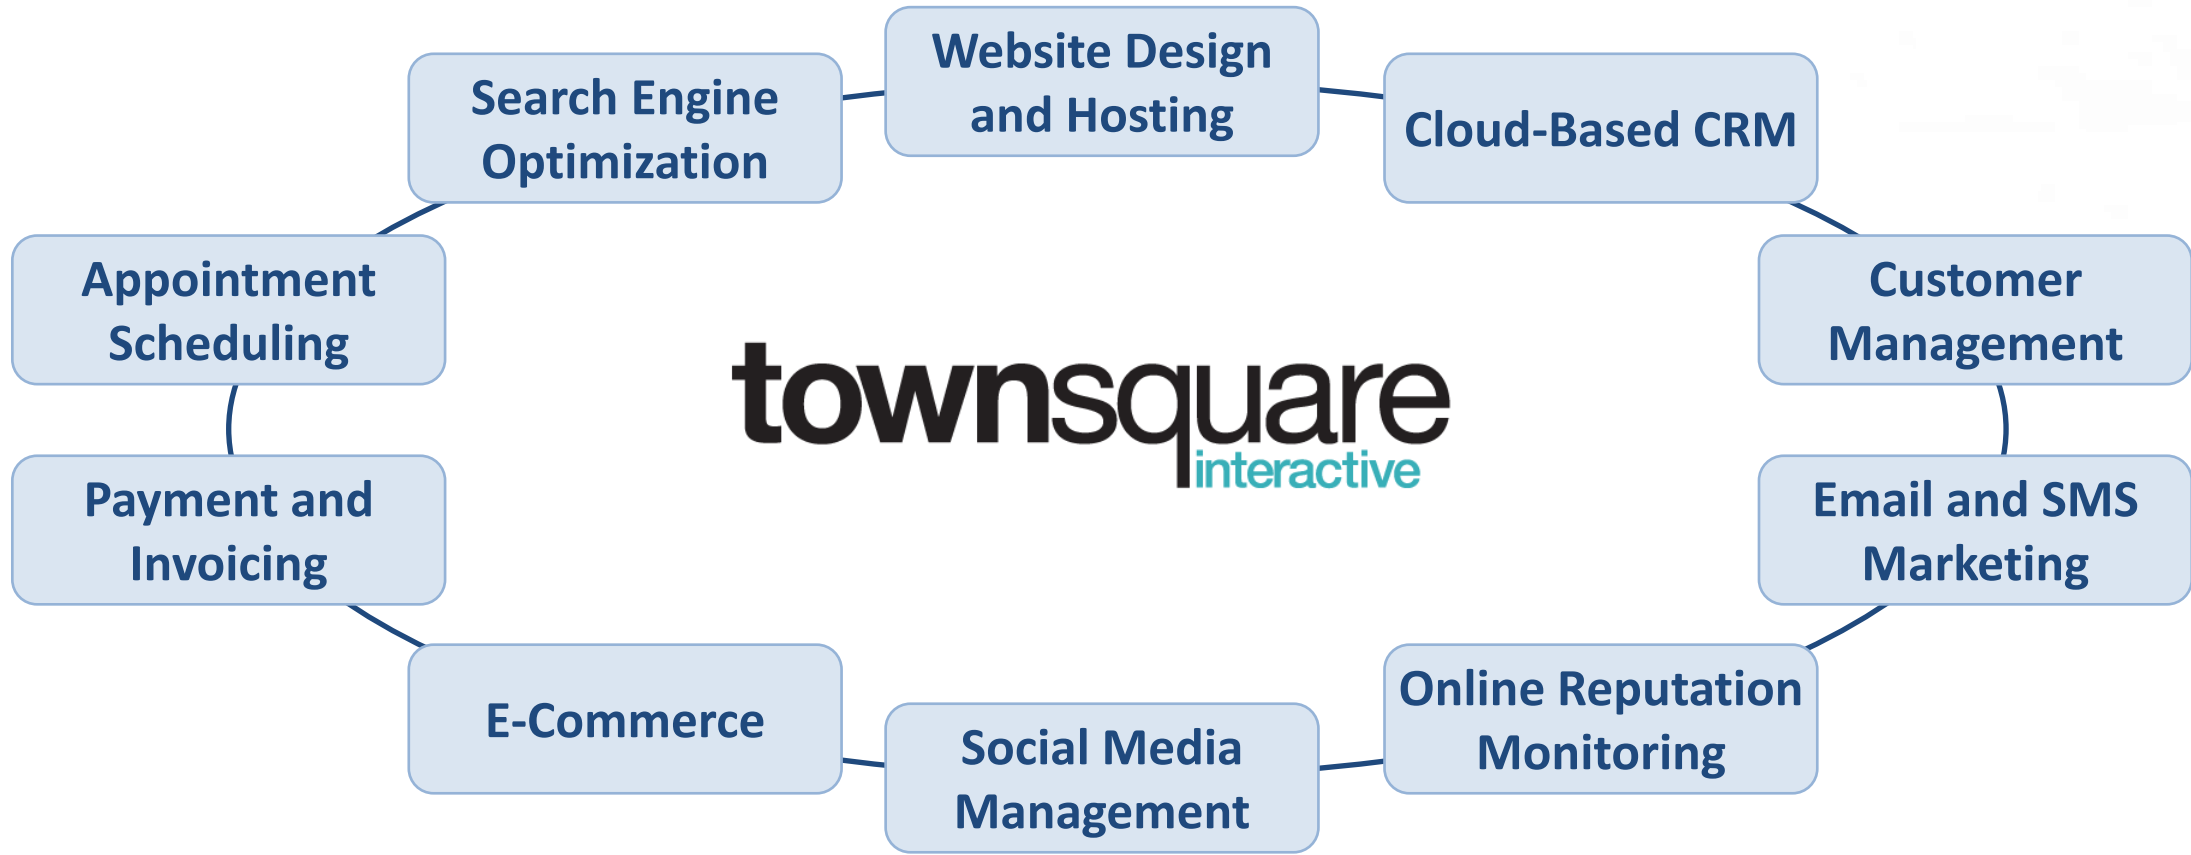 Website Design
and Hosting
Cloud-Based CRM
Customer
Management
Email and SMS
Marketing
Online Reputation
Monitoring
Social Media
Management
E-Commerce
Payment and
Invoicing
Appointment
Scheduling
Search Engine
Optimization
townsquare
interactive